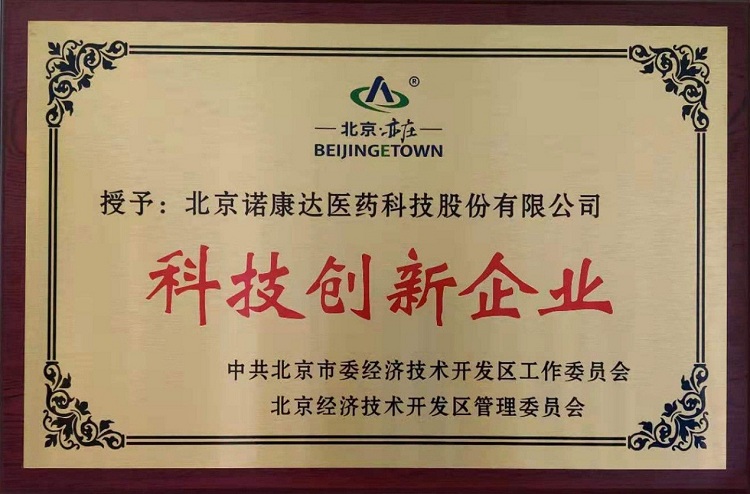 ®
北京·亦庄
BEIJINGETOWN
授予：北京诺康达医药科技股份有限公司
科技创新企业
中共北京市委经济技术开发区工作委员会
北京经济技术开发区管理委员会